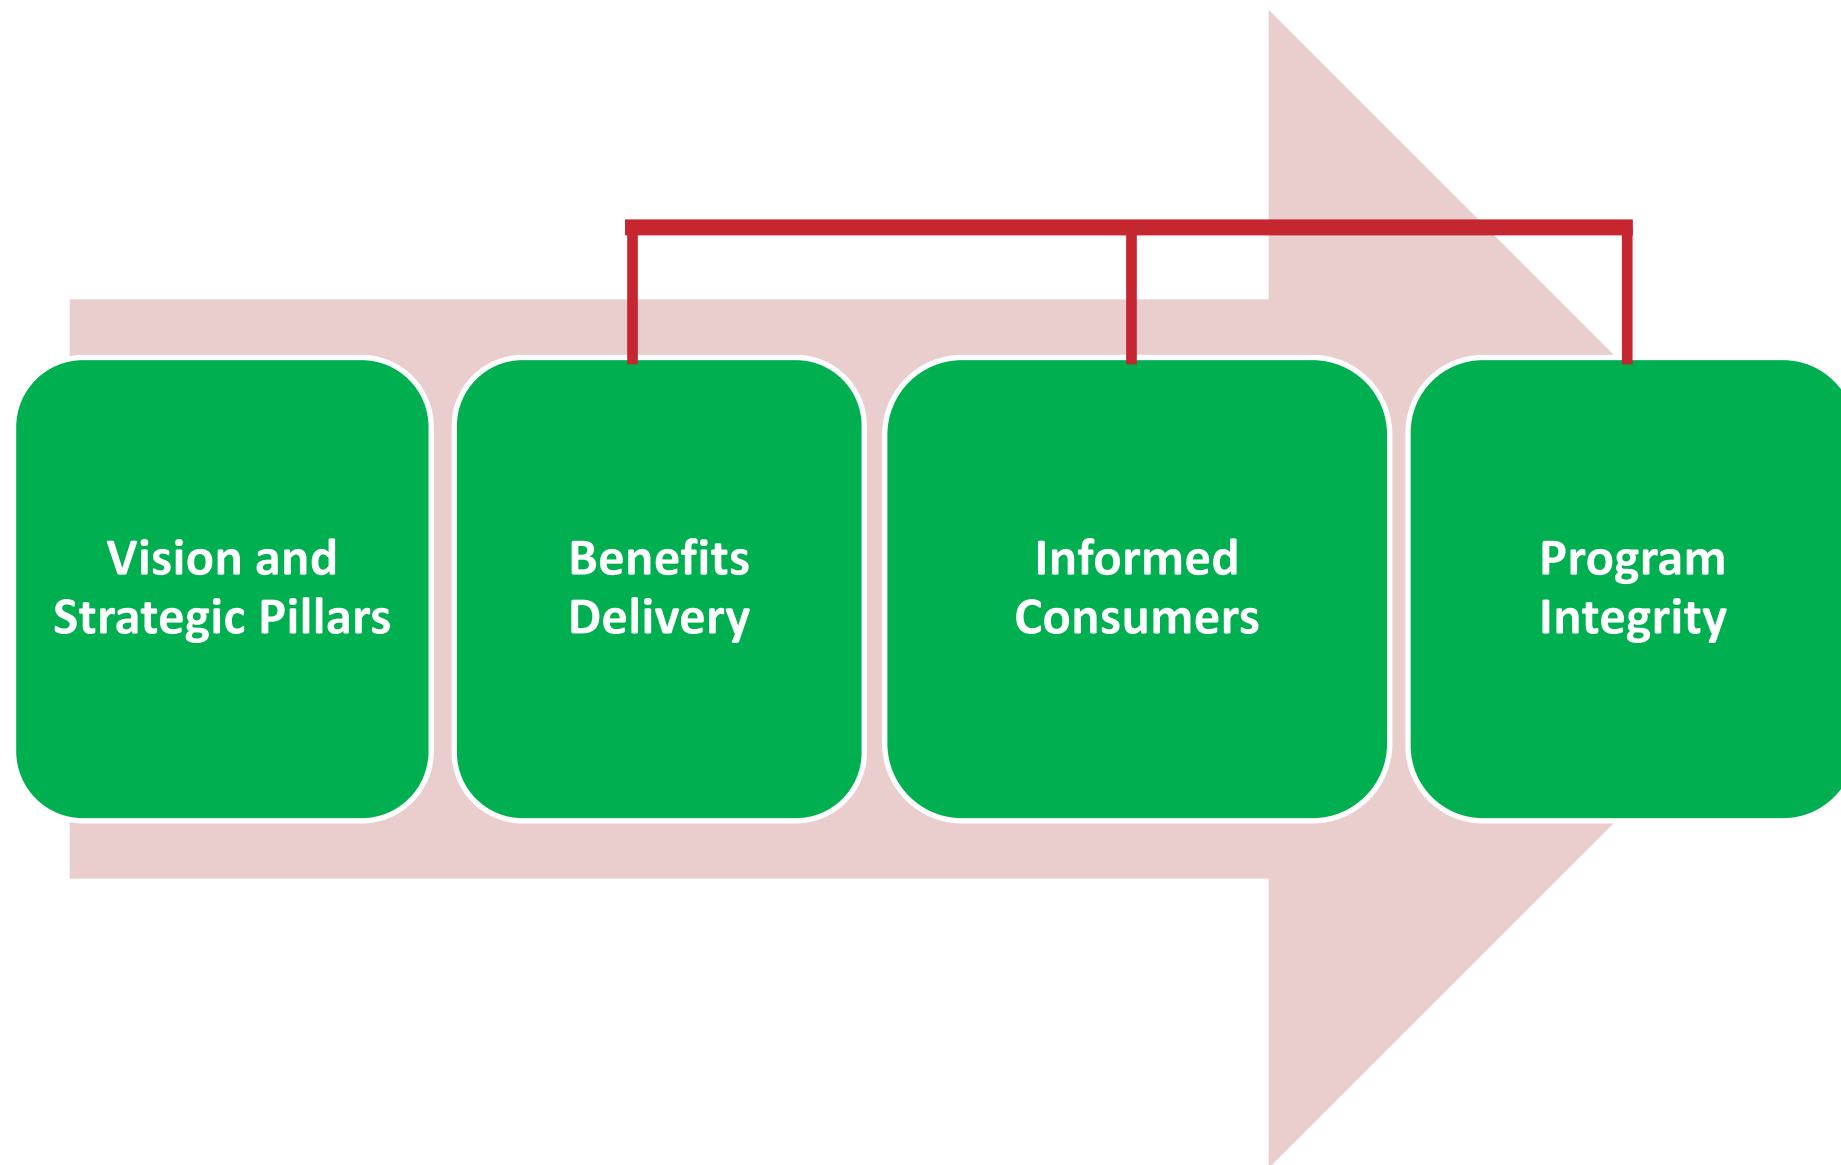 Vision and
Strategic Pillars
Benefits
Delivery
Informed
Consumers
Program
Integrity